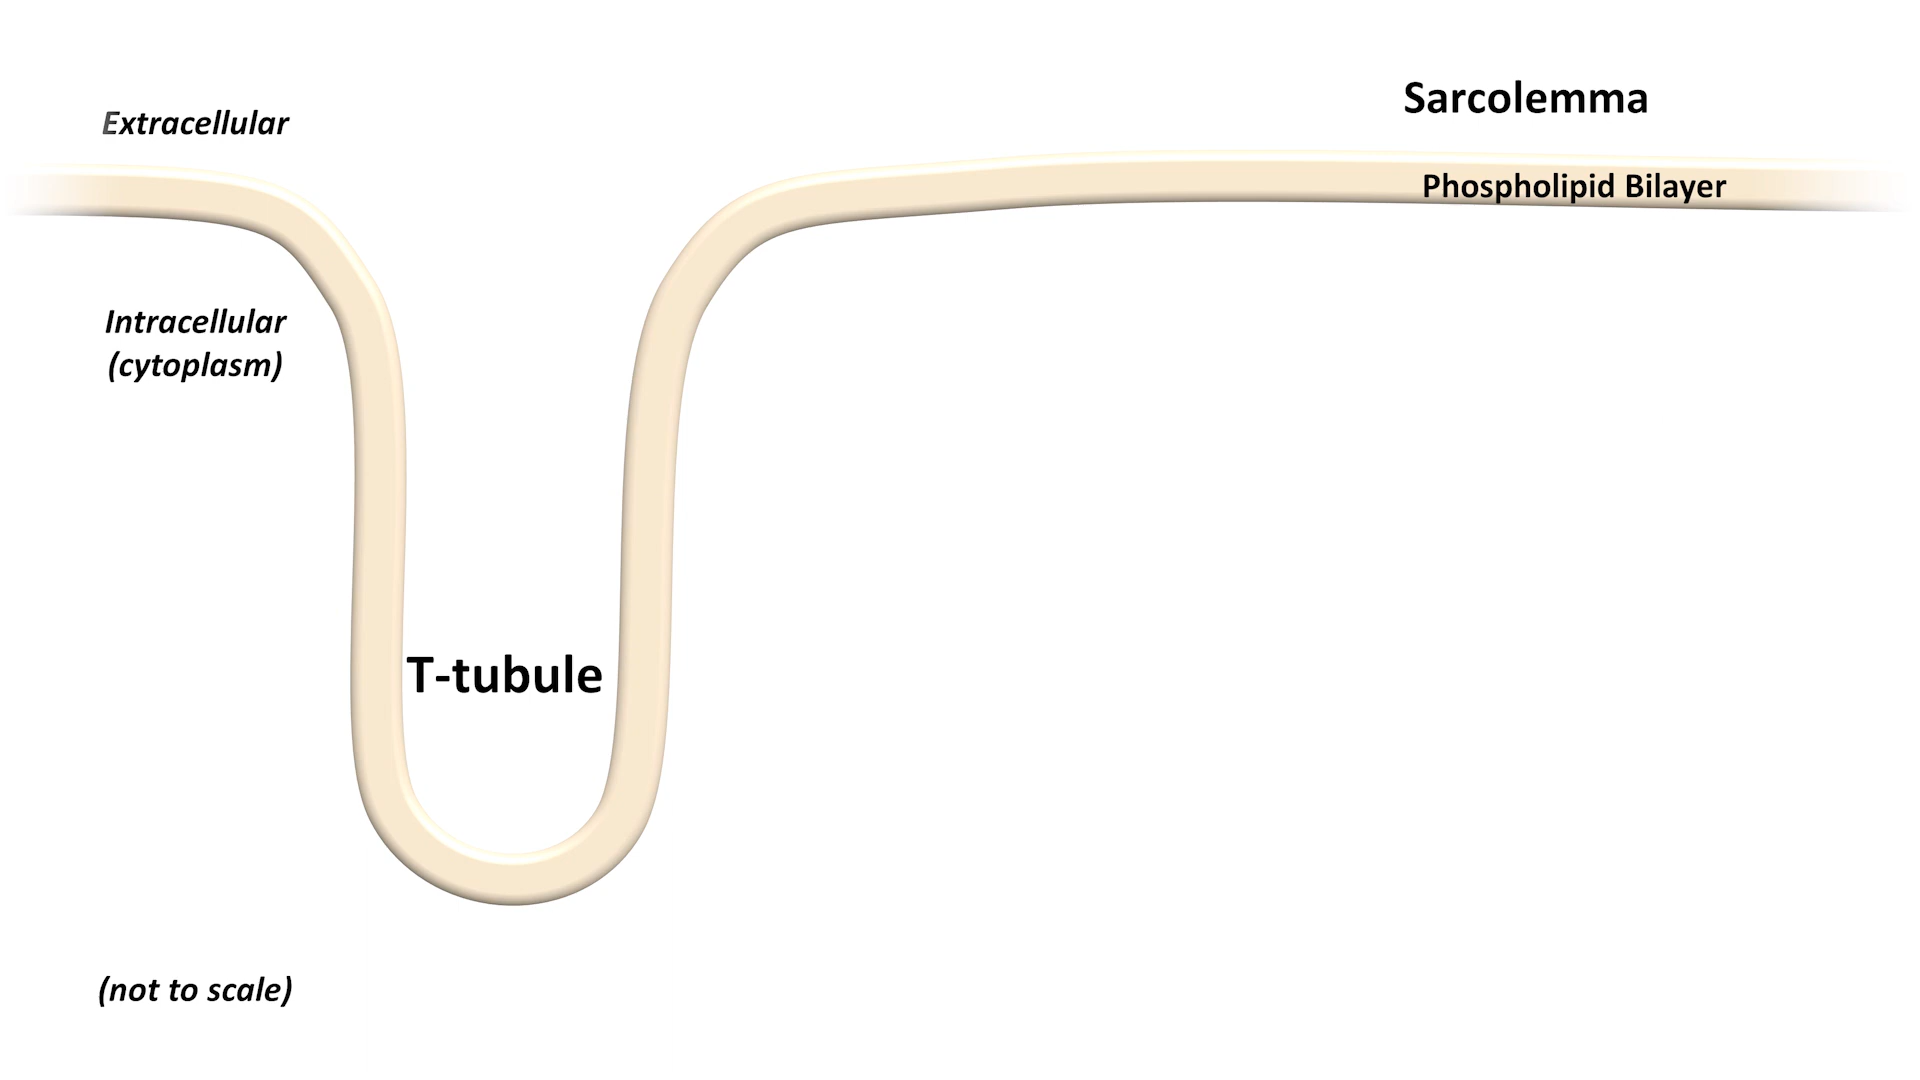 Sarcolemma
Extracellular
Phospholipid Bilayer
Intracellular
(cytoplasm)
T-tubule
(not to scale)